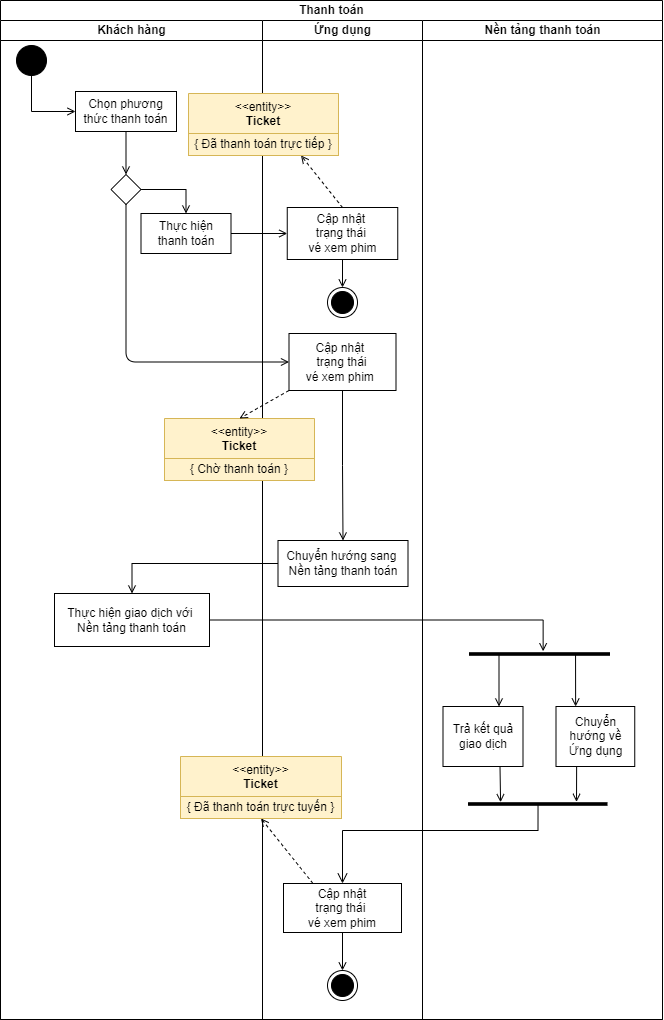 Thanh toán
Khách hàng
Ứng dụng
Nền tảng thanh toán
Chọn phương
thức thanh toán
<<entity>>
Ticket
{ Đã thanh toán trực tiếp }
Thực hiện
thanh toán
Cập nhật
trạng thái
vé xem phim
Cập nhật
trạng thái
vé xem phim
<<entity>>
Ticket
{ Chờ thanh toán }
Chuyển hướng sang
Nền tảng thanh toán
Thực hiện giao dịch với
Nền tảng thanh toán
Trả kết quả
giao dịch
Chuyển
hướng về
Ứng dụng
<<entity>>
Ticket
{ Đã thanh toán trực tuyến }
Cập nhật
trạng thái
vé xem phim